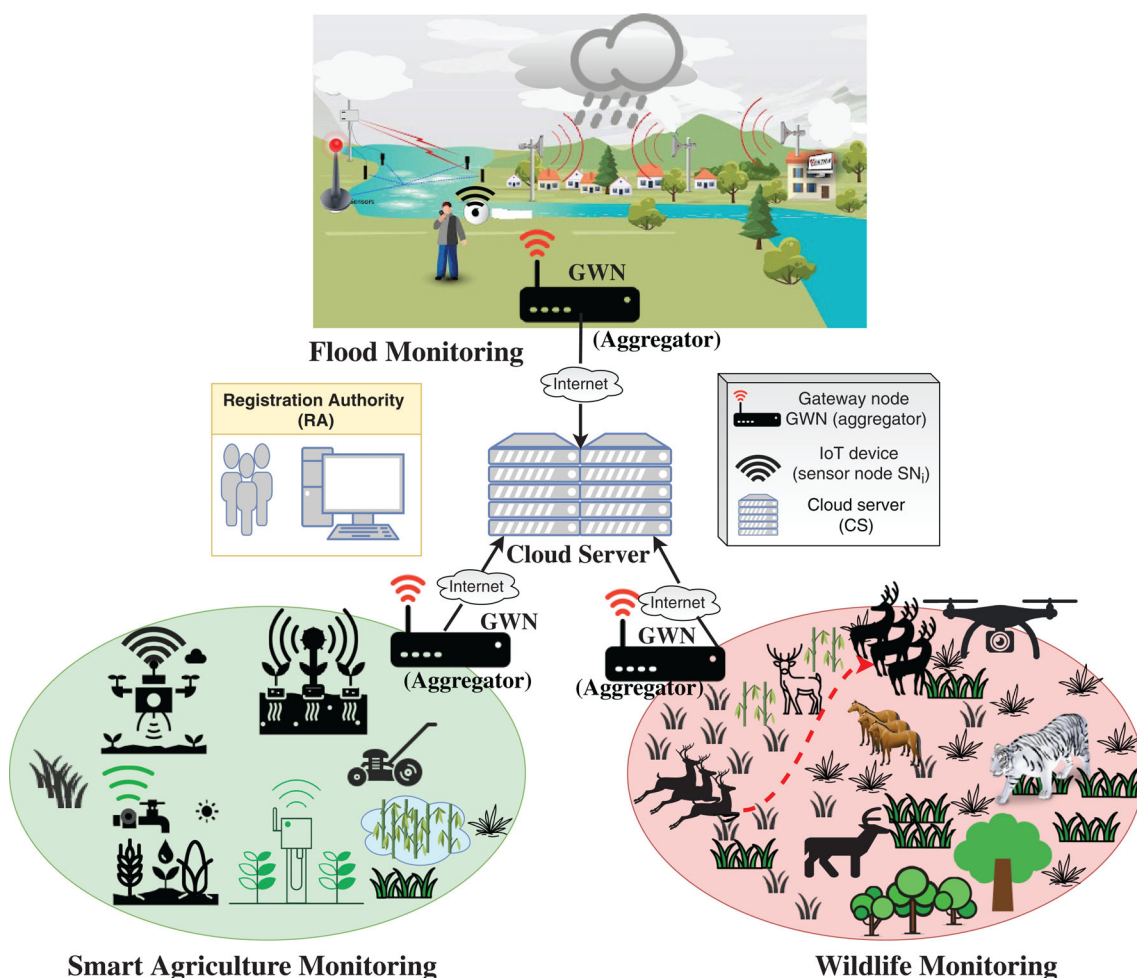 Sensors
GWN
(Aggregator)
Flood Monitoring
Internet
Registration Authority
(RA)
Gateway node
GWN (aggregator)
IoT device
(sensor node SNi)
Cloud server
(CS)
Cloud Server
Internet
GWN
(Aggregator)
Internet
GWN
(Aggregator)
Smart Agriculture Monitoring
Wildlife Monitoring